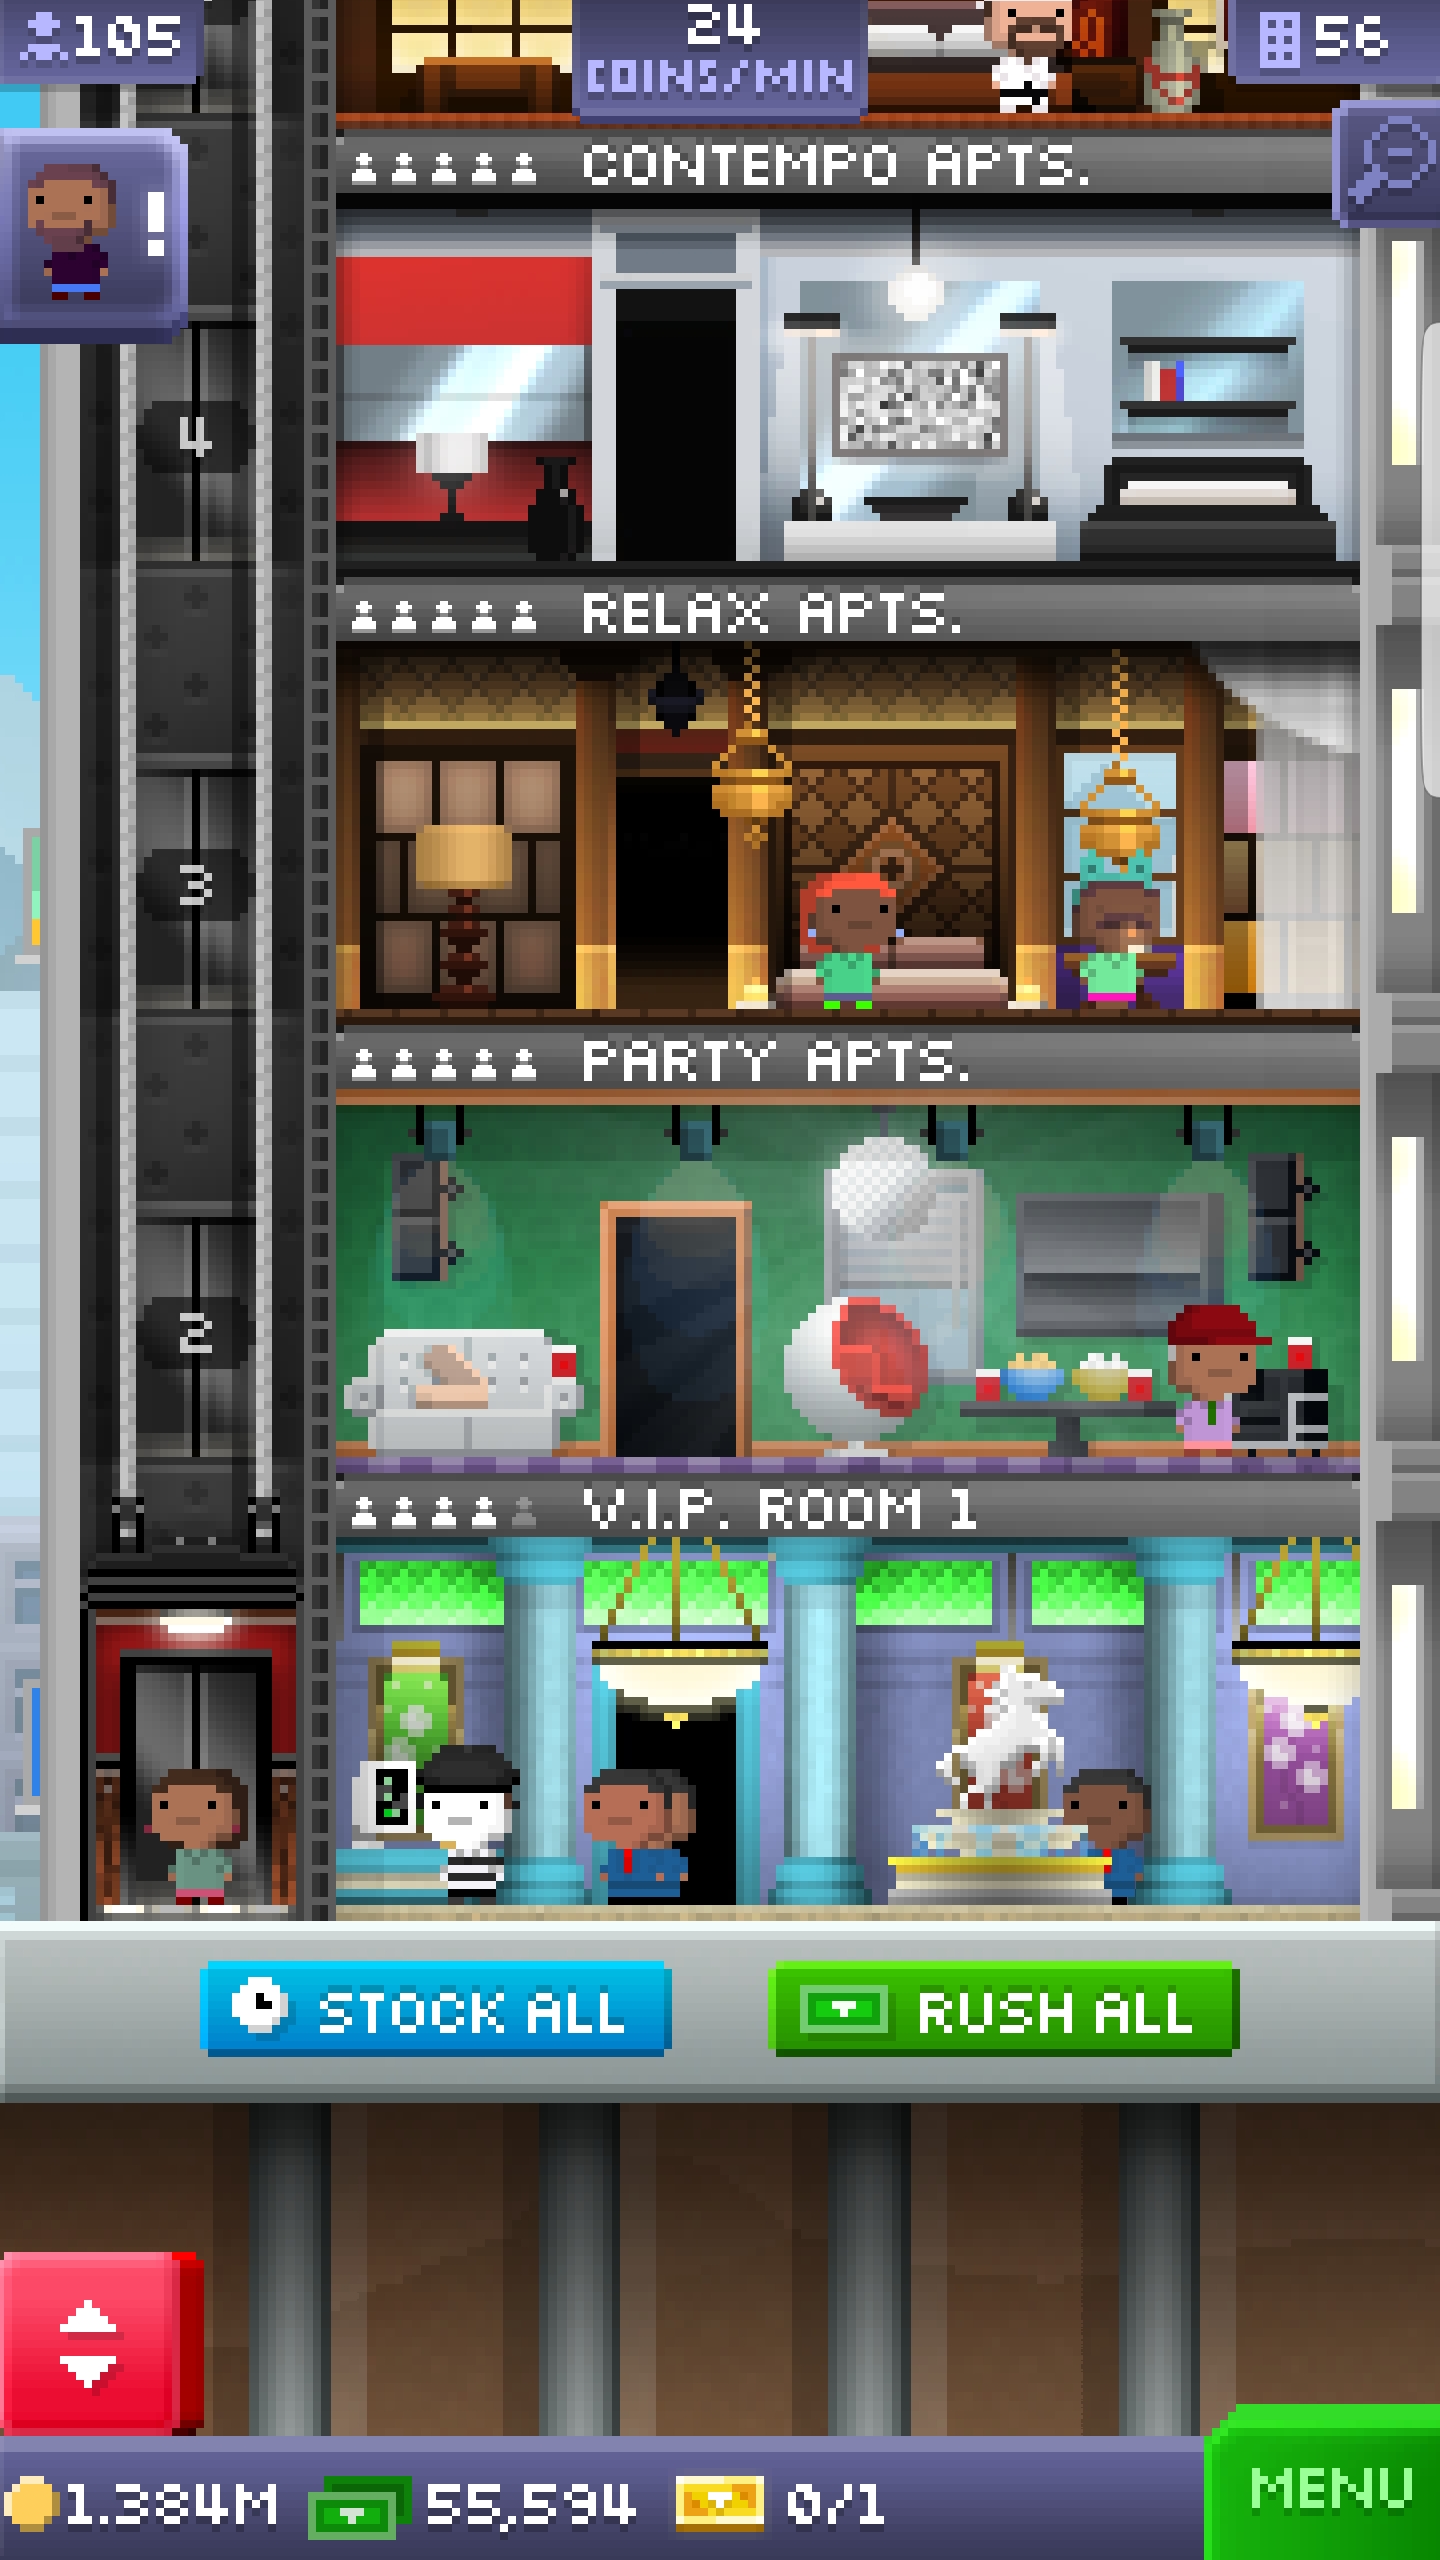 105
24
COINS/MIN
56
!
CONTEMPO APTS.
4
RELAX APTS.
3
PARTY APTS.
2
V.I.P. ROOM 1
STOCK ALL
RUSH ALL
1.384M
55,594
0/1
MENU